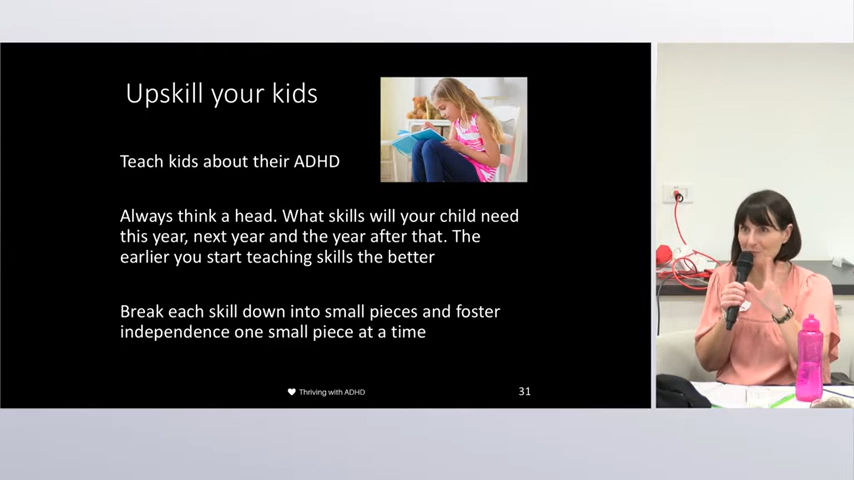 Upskill your kids
Teach kids about their ADHD
Always think a head. What skills will your child need
this year, next year and the year after that. The
earlier you start teaching skills the better
Break each skill down into small pieces and foster
independence one small piece at a time
Thriving with ADHD
31